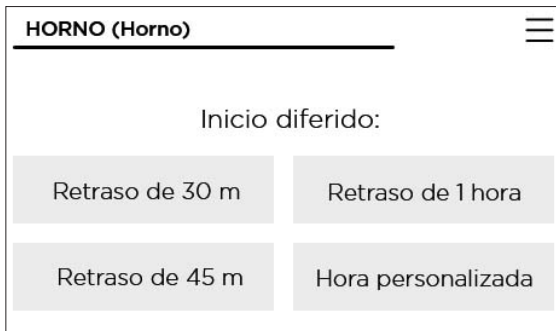 HORNO (Horno)
Inicio diferido:
Retraso de 30 m
Retraso de 1 hora
Retraso de 45 m
Hora personalizada